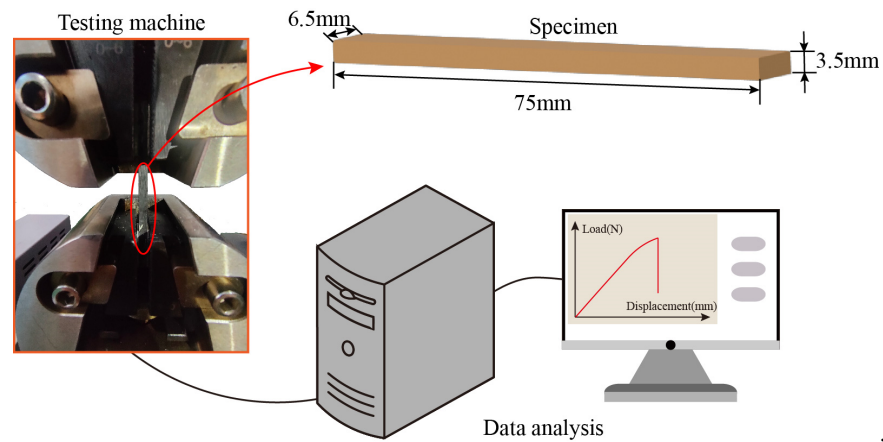 Testing machine
6.5mm
Specimen
3.5mm
75mm
Load(N)
Displacement(mm)
Data analysis